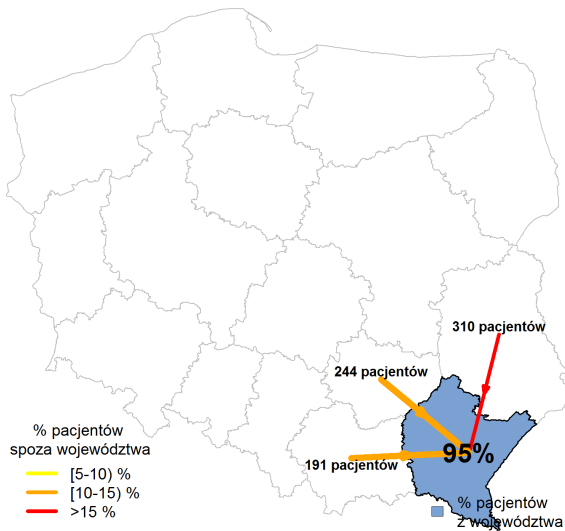 310 pacjentów
244 pacjentów
95%
191 pacjentów
% pacjentów
spoza województwa
[5-10) %
[10-15) %
>15 %
% pacjentów
z województwa